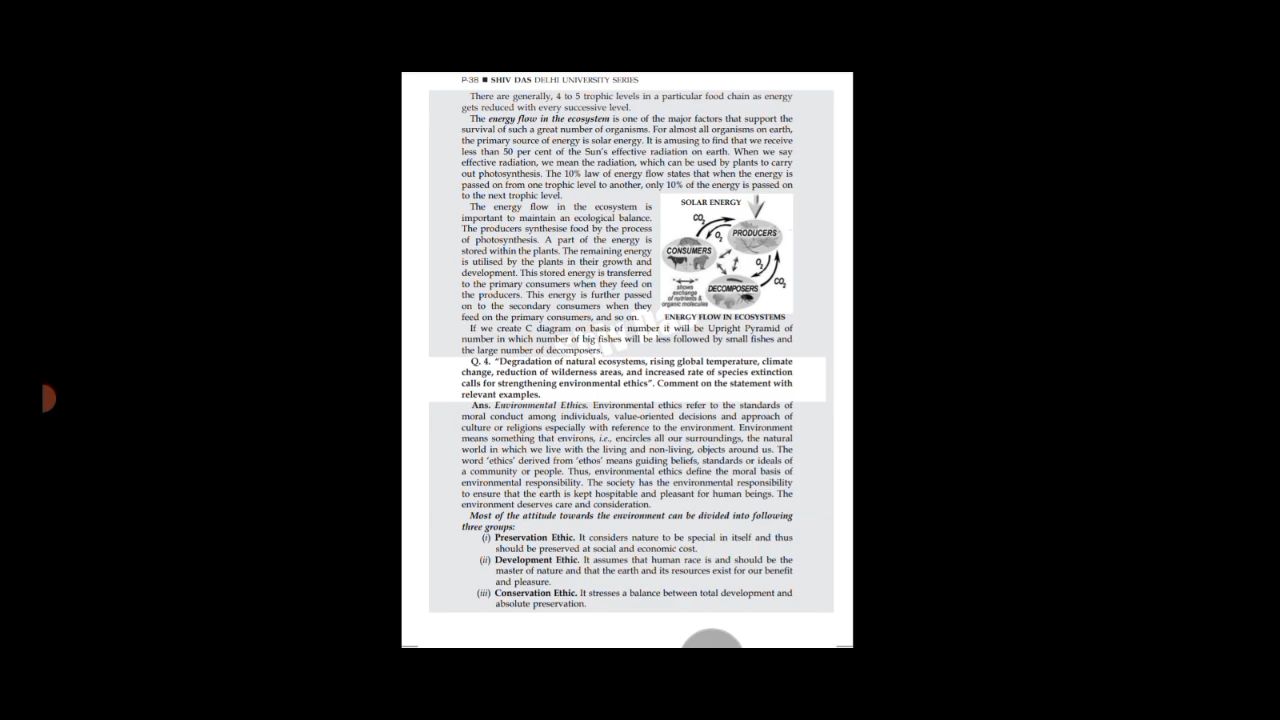 P-38 ■ SHIV DAS DELHI UNIVERSITY SERIES
There are generally, 4 to 5 trophic levels in a particular food chain as energy
gets reduced with every successive level.
The energy flow in the ecosystem is one of the major factors that support the
survival of such a great number of organisms. For almost all organisms on earth,
the primary source of energy is solar energy. It is amusing to find that we receive
less than 50 per cent of the Sun's effective radiation on earth. When we say
effective radiation, we mean the radiation, which can be used by plants to carry
out photosynthesis. The 10% law of energy flow states that when the energy is
passed on from one trophic level to another, only 10% of the energy is passed on
to the next trophic level.
The energy flow in the ecosystem is
important to maintain an ecological balance.
The producers synthesise food by the process
of photosynthesis. A part of the energy is
stored within the plants. The remaining energy
is utilised by the plants in their growth and
development. This stored energy is transferred
to the primary consumers when they feed on
the producers. This energy is further passed
on to the secondary consumers when they
feed on the primary consumers, and so on.
SOLAR ENERGY
CO2
O2
PRODUCERS
CONSUMERS
O2
CO2
DECOMPOSERS
shows
exchange
of nutrients &
organic molecules
ENERGY FLOW IN ECOSYSTEMS
If we create C diagram on basis of number it will be Upright Pyramid of
number in which number of big fishes will be less followed by small fishes and
the large number of decomposers.
Q. 4. "Degradation of natural ecosystems, rising global temperature, climate
change, reduction of wilderness areas, and increased rate of species extinction
calls for strengthening environmental ethics". Comment on the statement with
relevant examples.
Ans. Environmental Ethics. Environmental ethics refer to the standards of
moral conduct among individuals, value-oriented decisions and approach of
culture or religions especially with reference to the environment. Environment
means something that environs, i.e., encircles all our surroundings, the natural
world in which we live with the living and non-living, objects around us. The
word 'ethics' derived from 'ethos' means guiding beliefs, standards or ideals of
a community or people. Thus, environmental ethics define the moral basis of
environmental responsibility. The society has the environmental responsibility
to ensure that the earth is kept hospitable and pleasant for human beings. The
environment deserves care and consideration.
Most of the attitude towards the environment can be divided into following
three groups:
(i) Preservation Ethic. It considers nature to be special in itself and thus
should be preserved at social and economic cost.
(ii) Development Ethic. It assumes that human race is and should be the
master of nature and that the earth and its resources exist for our benefit
and pleasure.
(iii) Conservation Ethic. It stresses a balance between total development and
absolute preservation.